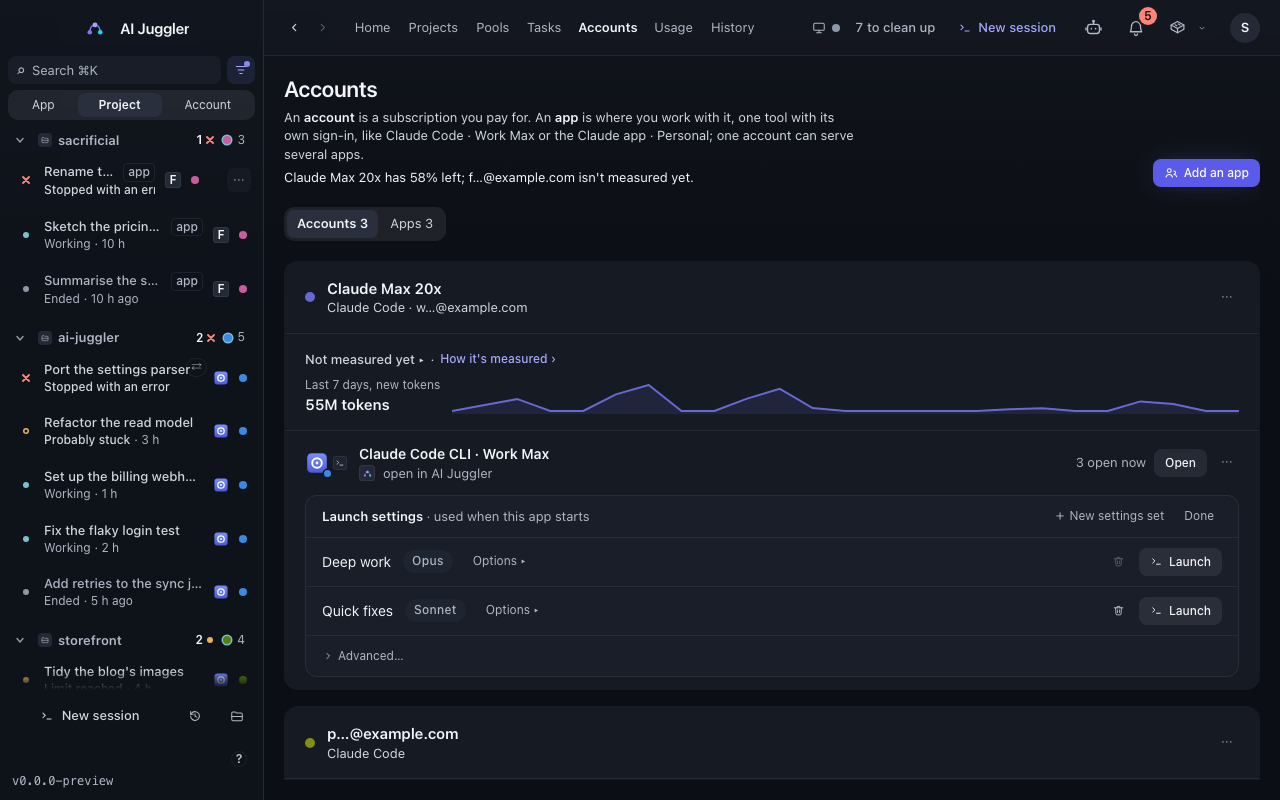 AI Juggler
Search ⌘K
App Project Account
sacrificial 1 3
Rename t... app F
Stopped with an err
Sketch the pricin... app F
Working · 10 h
Summarise the s... app F
Ended · 10 h ago
ai-juggler 2 5
Port the settings parser
Stopped with an error
Refactor the read model
Probably stuck · 3 h
Set up the billing webh...
Working · 1 h
Fix the flaky login test
Working · 2 h
Add retries to the sync j...
Ended · 5 h ago
storefront 2 4
Tidy the blog's images
Limit reached · 4 h
New session
?
v0.0.0-preview
Home Projects Pools Tasks Accounts Usage History
7 to clean up
New session
5
S
Accounts
An account is a subscription you pay for. An app is where you work with it, one tool with its
own sign-in, like Claude Code · Work Max or the Claude app · Personal; one account can serve
several apps.
Claude Max 20x has 58% left; f...@example.com isn't measured yet.
Add an app
Accounts 3 Apps 3
Claude Max 20x
Claude Code · w...@example.com
Not measured yet · How it's measured ›
Last 7 days, new tokens
55M tokens
Claude Code CLI · Work Max
open in AI Juggler
3 open now Open
Launch settings · used when this app starts
+ New settings set Done
Deep work Opus Options Launch
Quick fixes Sonnet Options Launch
Advanced...
p...@example.com
Claude Code